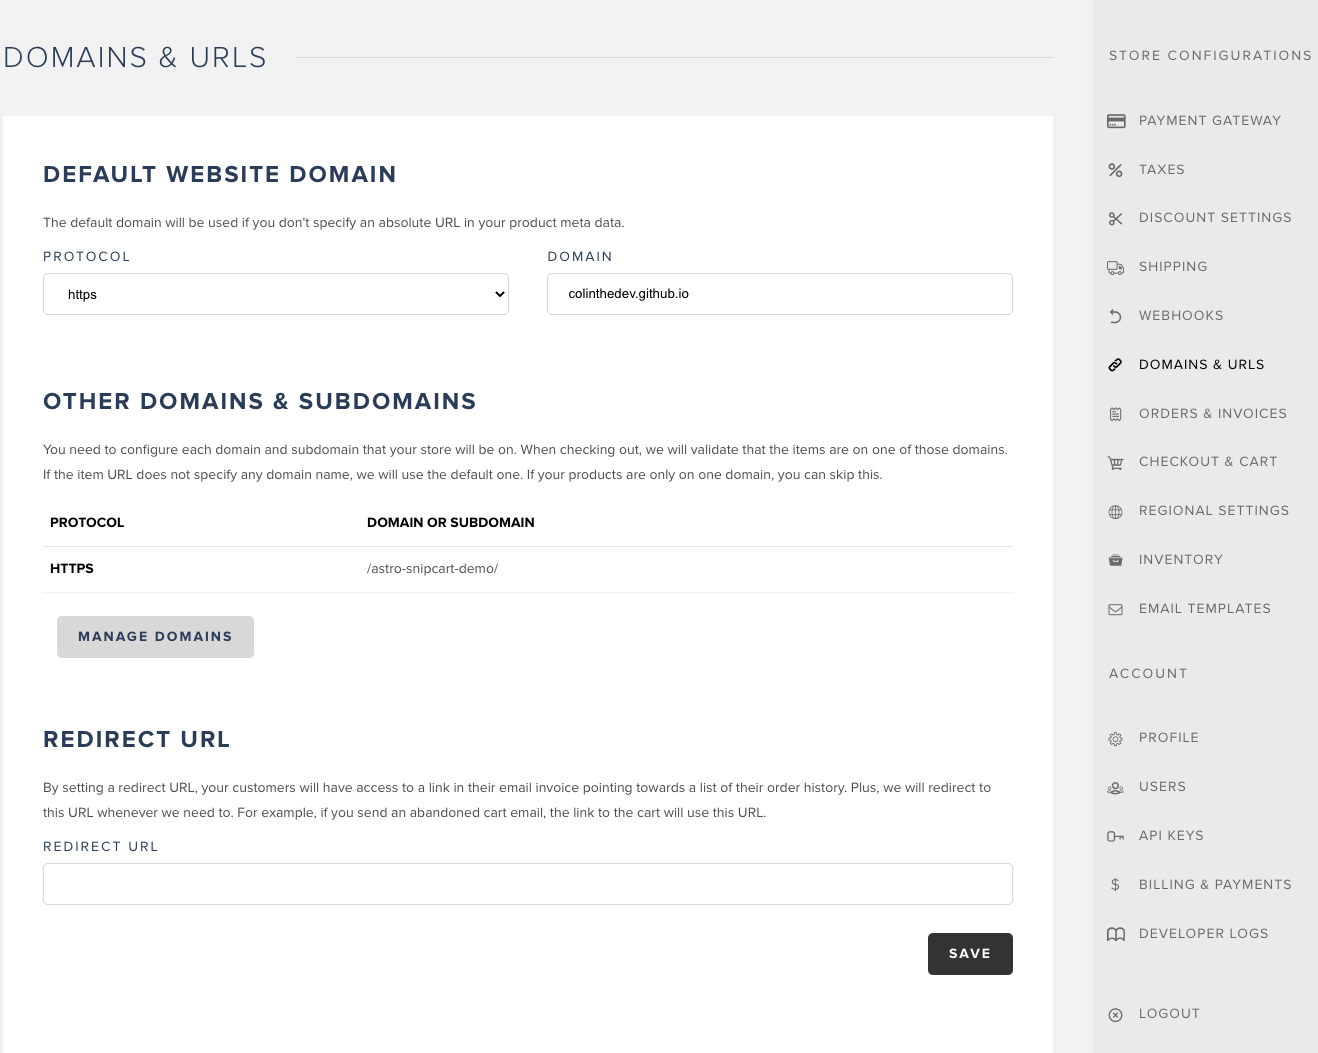 DOMAINS & URLS
DEFAULT WEBSITE DOMAIN
The default domain will be used if you don't specify an absolute URL in your product meta data.
PROTOCOL
DOMAIN
https
colinthedev.github.io
OTHER DOMAINS & SUBDOMAINS
You need to configure each domain and subdomain that your store will be on. When checking out, we will validate that the items are on one of those domains.
If the item URL does not specify any domain name, we will use the default one. If your products are only on one domain, you can skip this.
PROTOCOL
DOMAIN OR SUBDOMAIN
HTTPS
/astro-snipcart-demo/
MANAGE DOMAINS
REDIRECT URL
By setting a redirect URL, your customers will have access to a link in their email invoice pointing towards a list of their order history. Plus, we will redirect to
this URL whenever we need to. For example, if you send an abandoned cart email, the link to the cart will use this URL.
REDIRECT URL
SAVE
STORE CONFIGURATIONS
PAYMENT GATEWAY
TAXES
DISCOUNT SETTINGS
SHIPPING
WEBHOOKS
DOMAINS & URLS
ORDERS & INVOICES
CHECKOUT & CART
REGIONAL SETTINGS
INVENTORY
EMAIL TEMPLATES
ACCOUNT
PROFILE
USERS
API KEYS
BILLING & PAYMENTS
DEVELOPER LOGS
LOGOUT